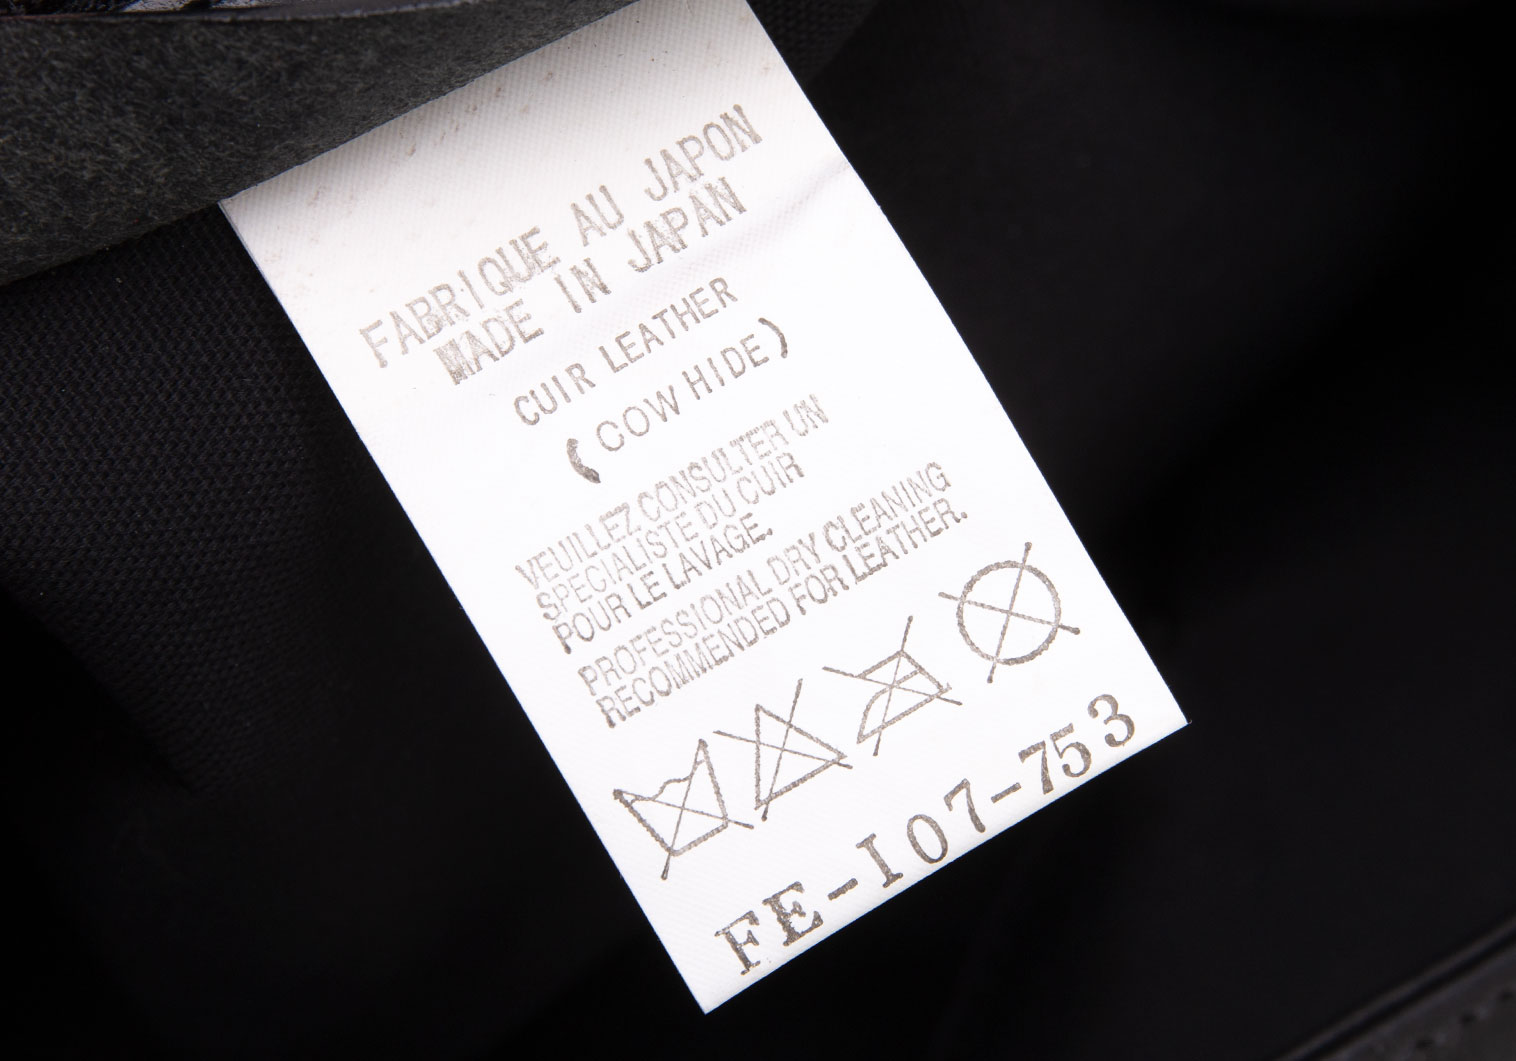 FABRIQUE AU JAPON
MADE IN JAPAN
CUIR LEATHER
(COW HIDE)
VEUILLEZ CONSULTER UN
SPECIALISTE DU CUIR
POUR LE LAVAGE.
PROFESSIONAL DRY CLEANING
RECOMMENDED FOR LEATHER.
FE-I07-753